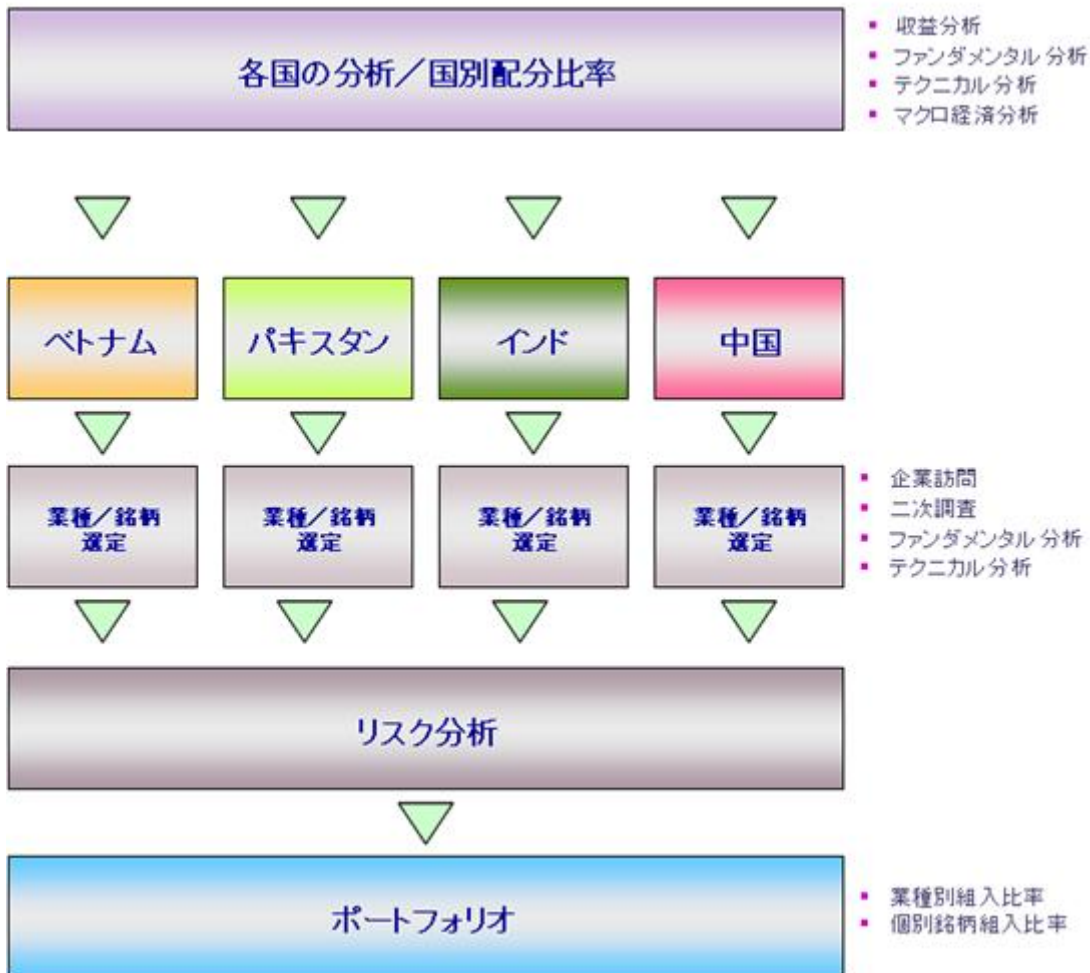 各国の分析／国別配分比率
▪ 収益分析
▪ ファンダメンタル分析
▪ テクニカル分析
▪ マクロ経済分析
ベトナム
パキスタン
インド
中国
業種／銘柄
選定
業種／銘柄
選定
業種／銘柄
選定
業種／銘柄
選定
▪ 企業訪問
▪ 二次調査
▪ ファンダメンタル分析
▪ テクニカル分析
リスク分析
ポートフォリオ
▪ 業種別組入比率
▪ 個別銘柄組入比率